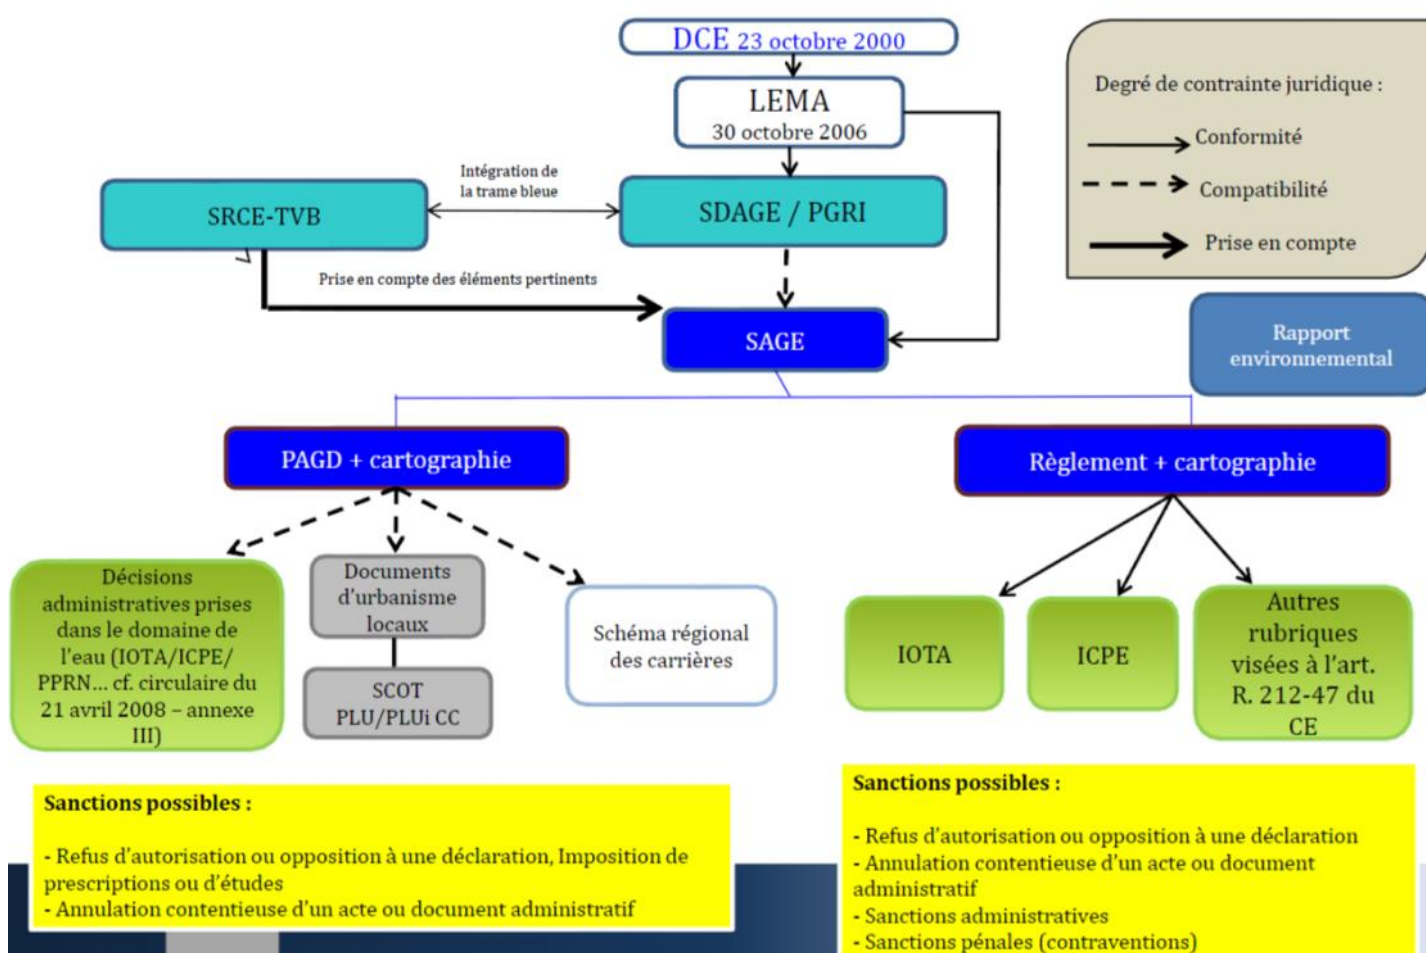 DCE 23 octobre 2000
LEMA
30 octobre 2006
Degré de contrainte juridique :
Conformité
Compatibilité
Prise en compte
Intégration de
la trame bleue
SRCE-TVB
SDAGE / PGRI
Prise en compte des éléments pertinents
SAGE
Rapport
environnemental
PAGD + cartographie
Règlement + cartographie
Décisions
administratives prises
dans le domaine de
l'eau (IOTA/ICPE/
PPRN... cf. circulaire du
21 avril 2008 – annexe
III)
Documents
d'urbanisme
locaux
SCOT
PLU/PLUi CC
Schéma régional
des carrières
IOTA
ICPE
Autres
rubriques
visées à l'art.
R. 212-47 du
CE
Sanctions possibles :
- Refus d'autorisation ou opposition à une déclaration, Imposition de
prescriptions ou d'études
- Annulation contentieuse d'un acte ou document administratif
Sanctions possibles :
- Refus d'autorisation ou opposition à une déclaration
- Annulation contentieuse d'un acte ou document
administratif
- Sanctions administratives
- Sanctions pénales (contraventions)